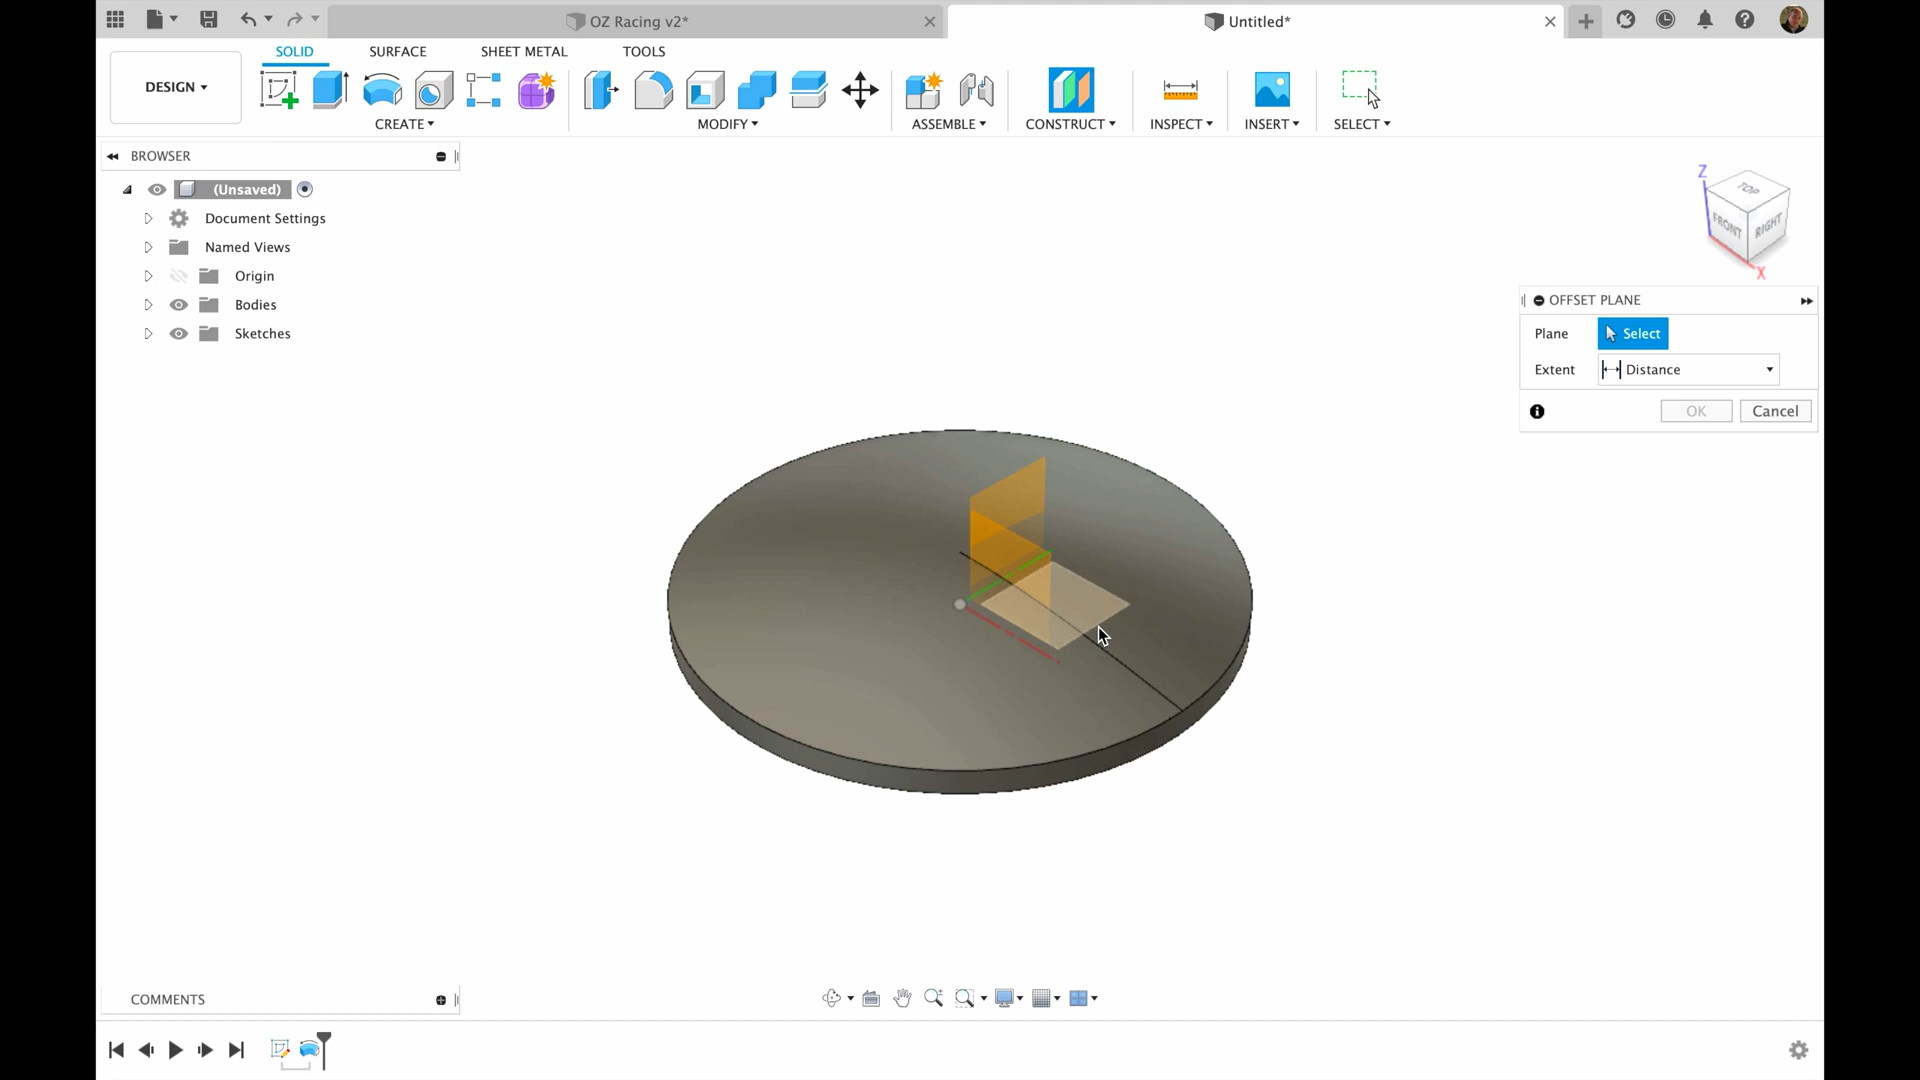 OZ Racing v2*
Untitled*
SOLID
SURFACE
SHEET METAL
TOOLS
DESIGN
CREATE
MODIFY
ASSEMBLE
CONSTRUCT
INSPECT
INSERT
SELECT
BROWSER
(Unsaved)
Document Settings
Named Views
Origin
Bodies
Sketches
Z
TOP
FRONT
RIGHT
X
OFFSET PLANE
Plane
Select
Extent
Distance
OK
Cancel
COMMENTS